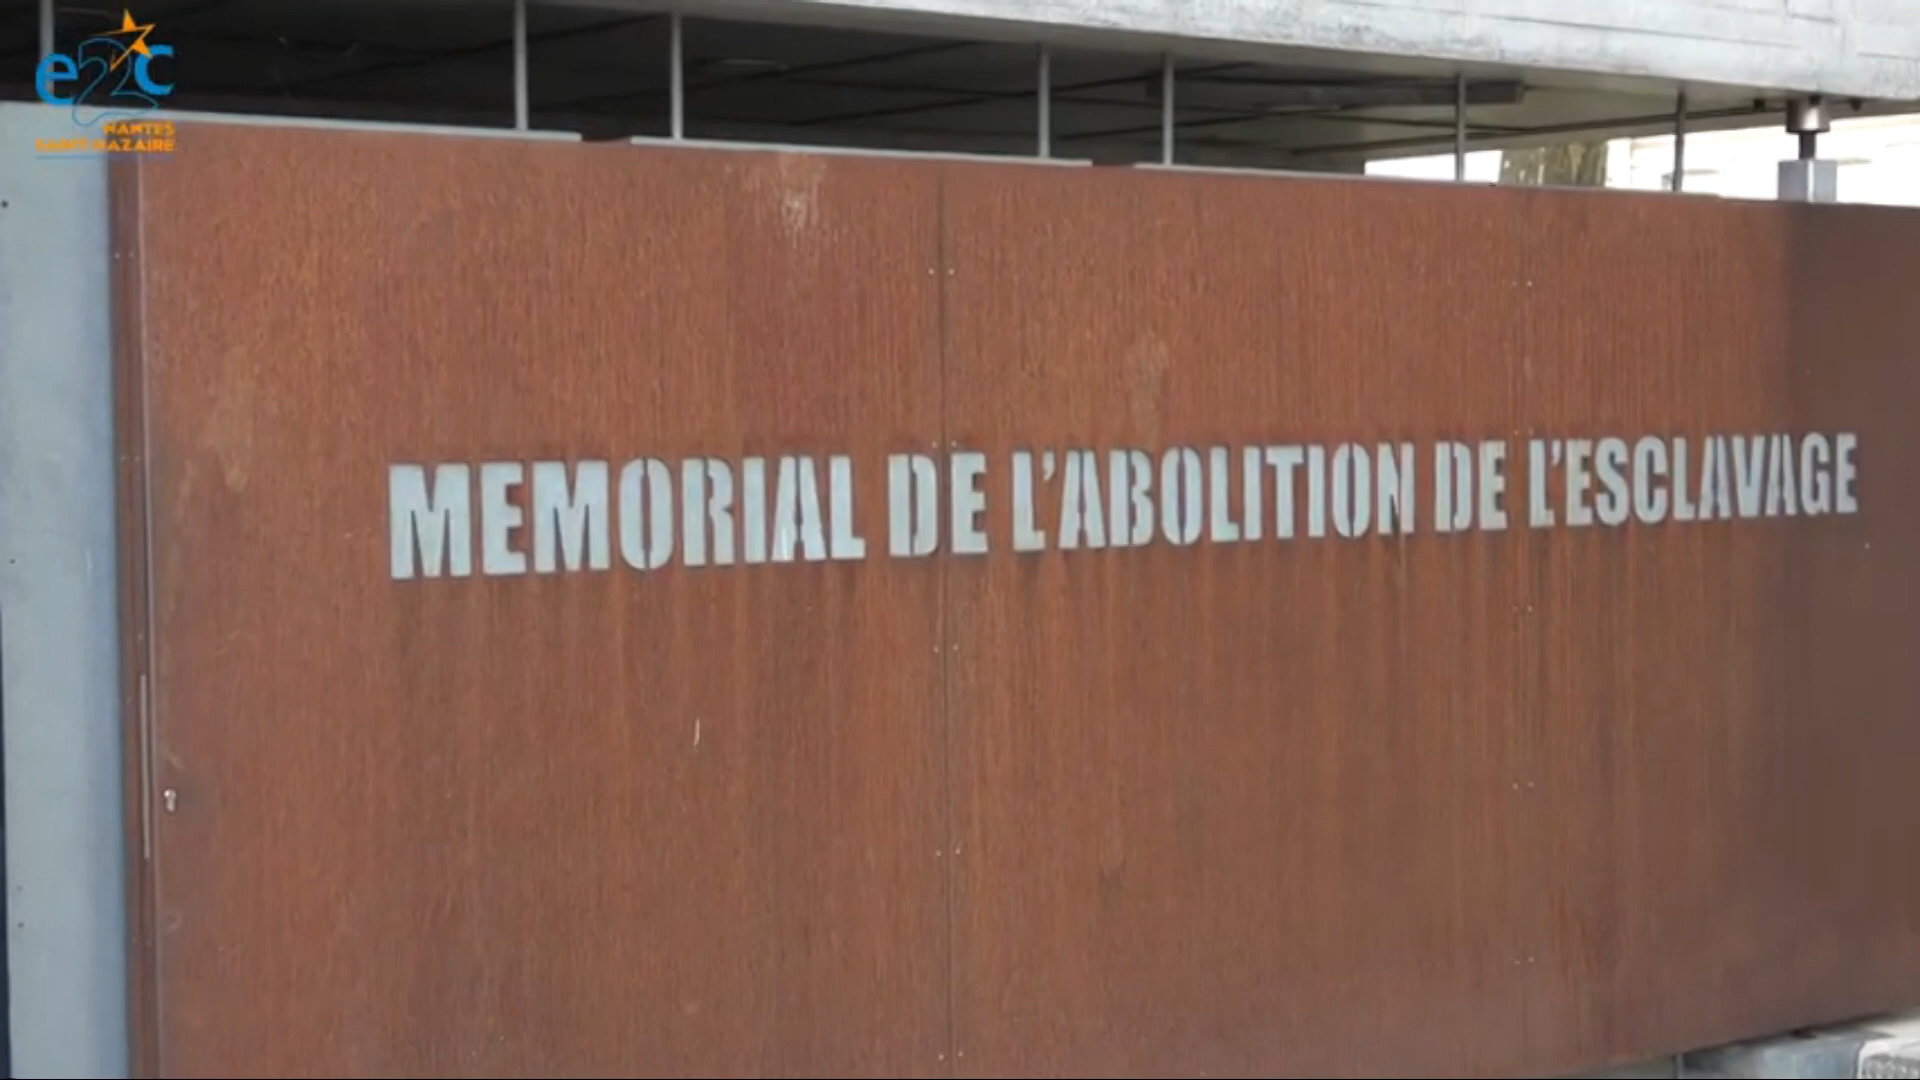 e2c
NANTES
SAINT-NAZAIRE
MEMORIAL DE L'ABOLITION DE L'ESCLAVAGE